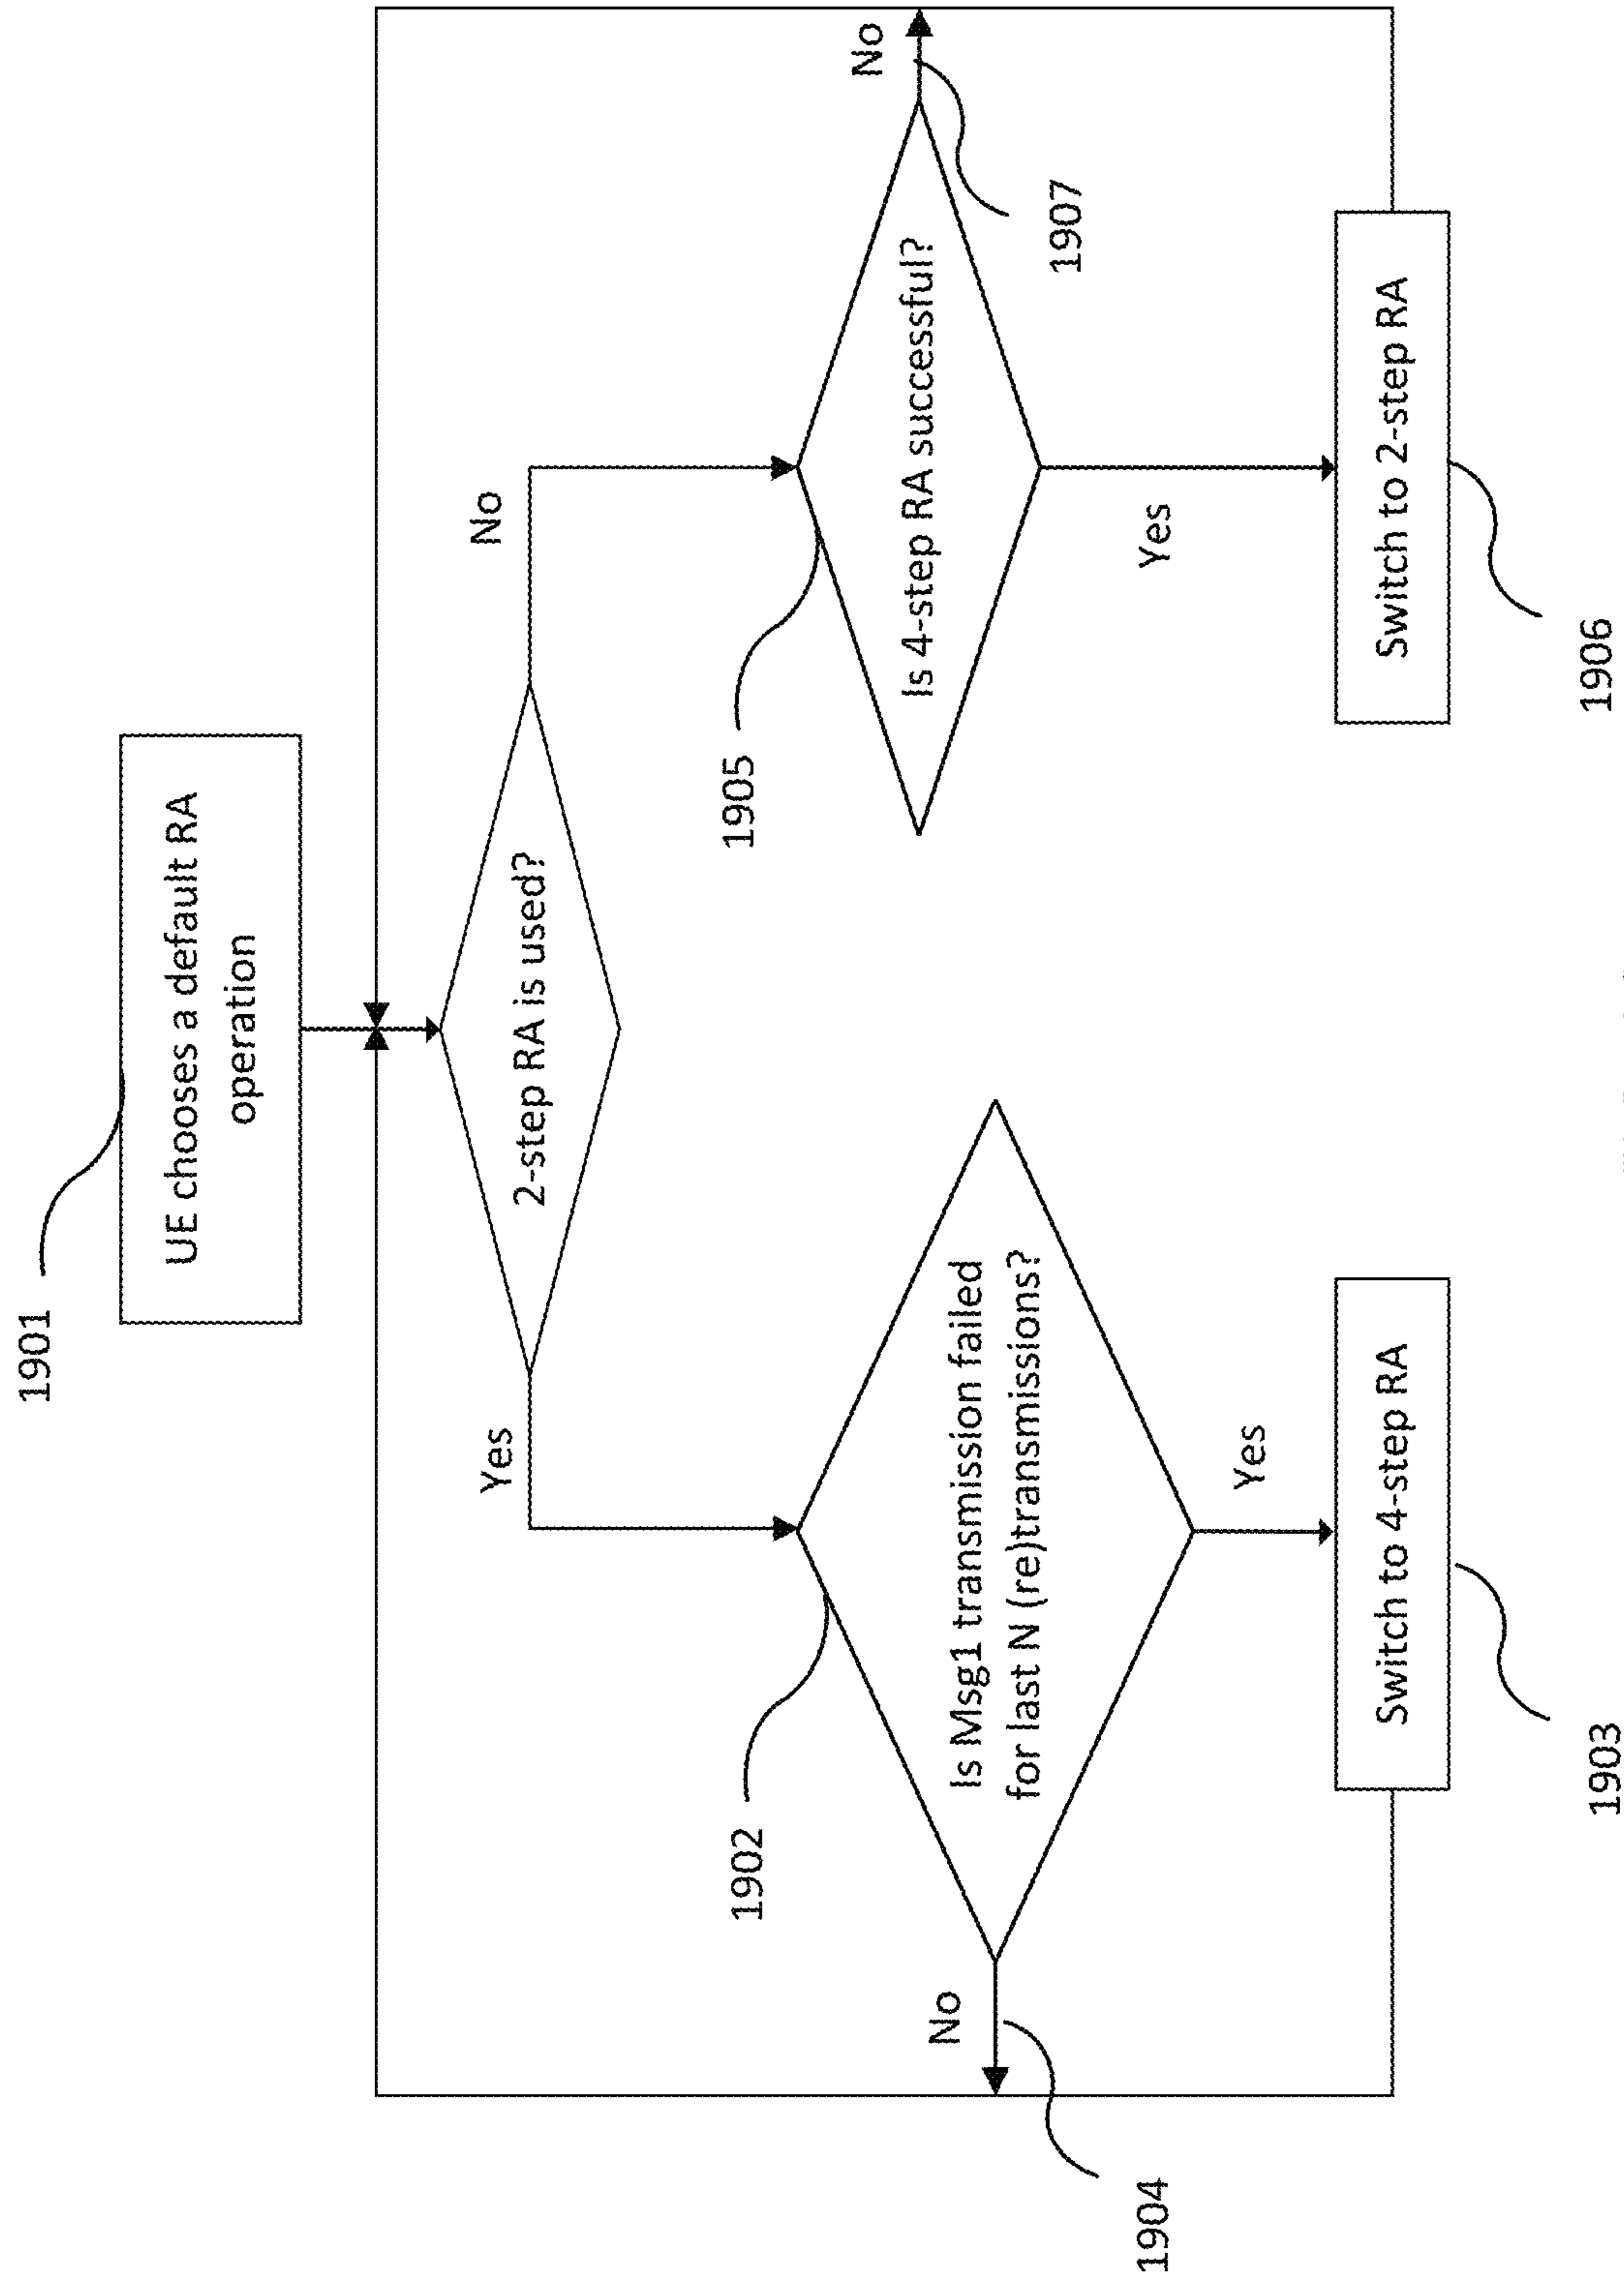 1901
UE chooses a default RA
operation
2-step RA is used?
Yes
No
1902
Is Msg1 transmission failed
for last N (re)transmissions?
No
1904
Yes
Switch to 4-step RA
1903
1905
Is 4-step RA successful?
No
1907
Yes
Switch to 2-step RA
1906